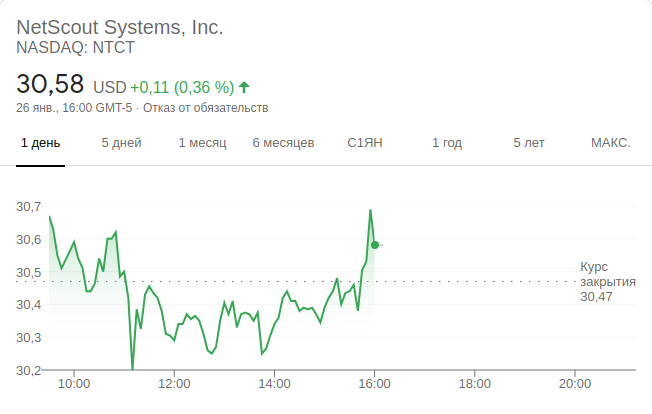 NetScout Systems, Inc.
NASDAQ: NTCT
30,58 USD +0,11 (0,36 %)
26 янв., 16:00 GMT-5 · Отказ от обязательств
1 день 5 дней 1 месяц 6 месяцев С1ЯН 1 год 5 лет МАКС.
30,7
30,6
30,5
30,4
30,3
30,2
Курс
закрытия
30,47
10:00 12:00 14:00 16:00 18:00 20:00